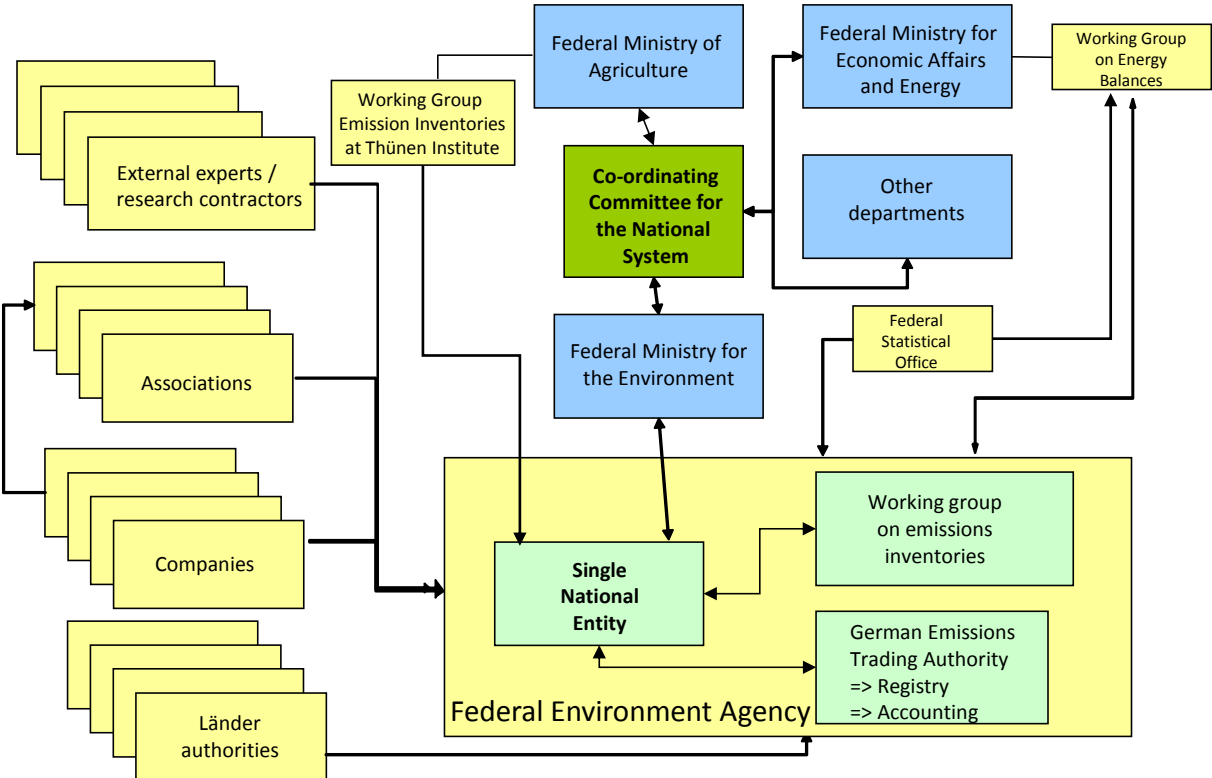 Federal Ministry of
Agriculture
Federal Ministry for
Economic Affairs
and Energy
Working Group
on Energy
Balances
Working Group
Emission Inventories
at Thünen Institute
External experts /
research contractors
Co-ordinating
Committee for
the National
System
Other
departments
Federal
Statistical
Office
Federal Ministry for
the Environment
Associations
Companies
Länder
authorities
Working group
on emissions
inventories
Single
National
Entity
German Emissions
Trading Authority
=> Registry
=> Accounting
Federal Environment Agency